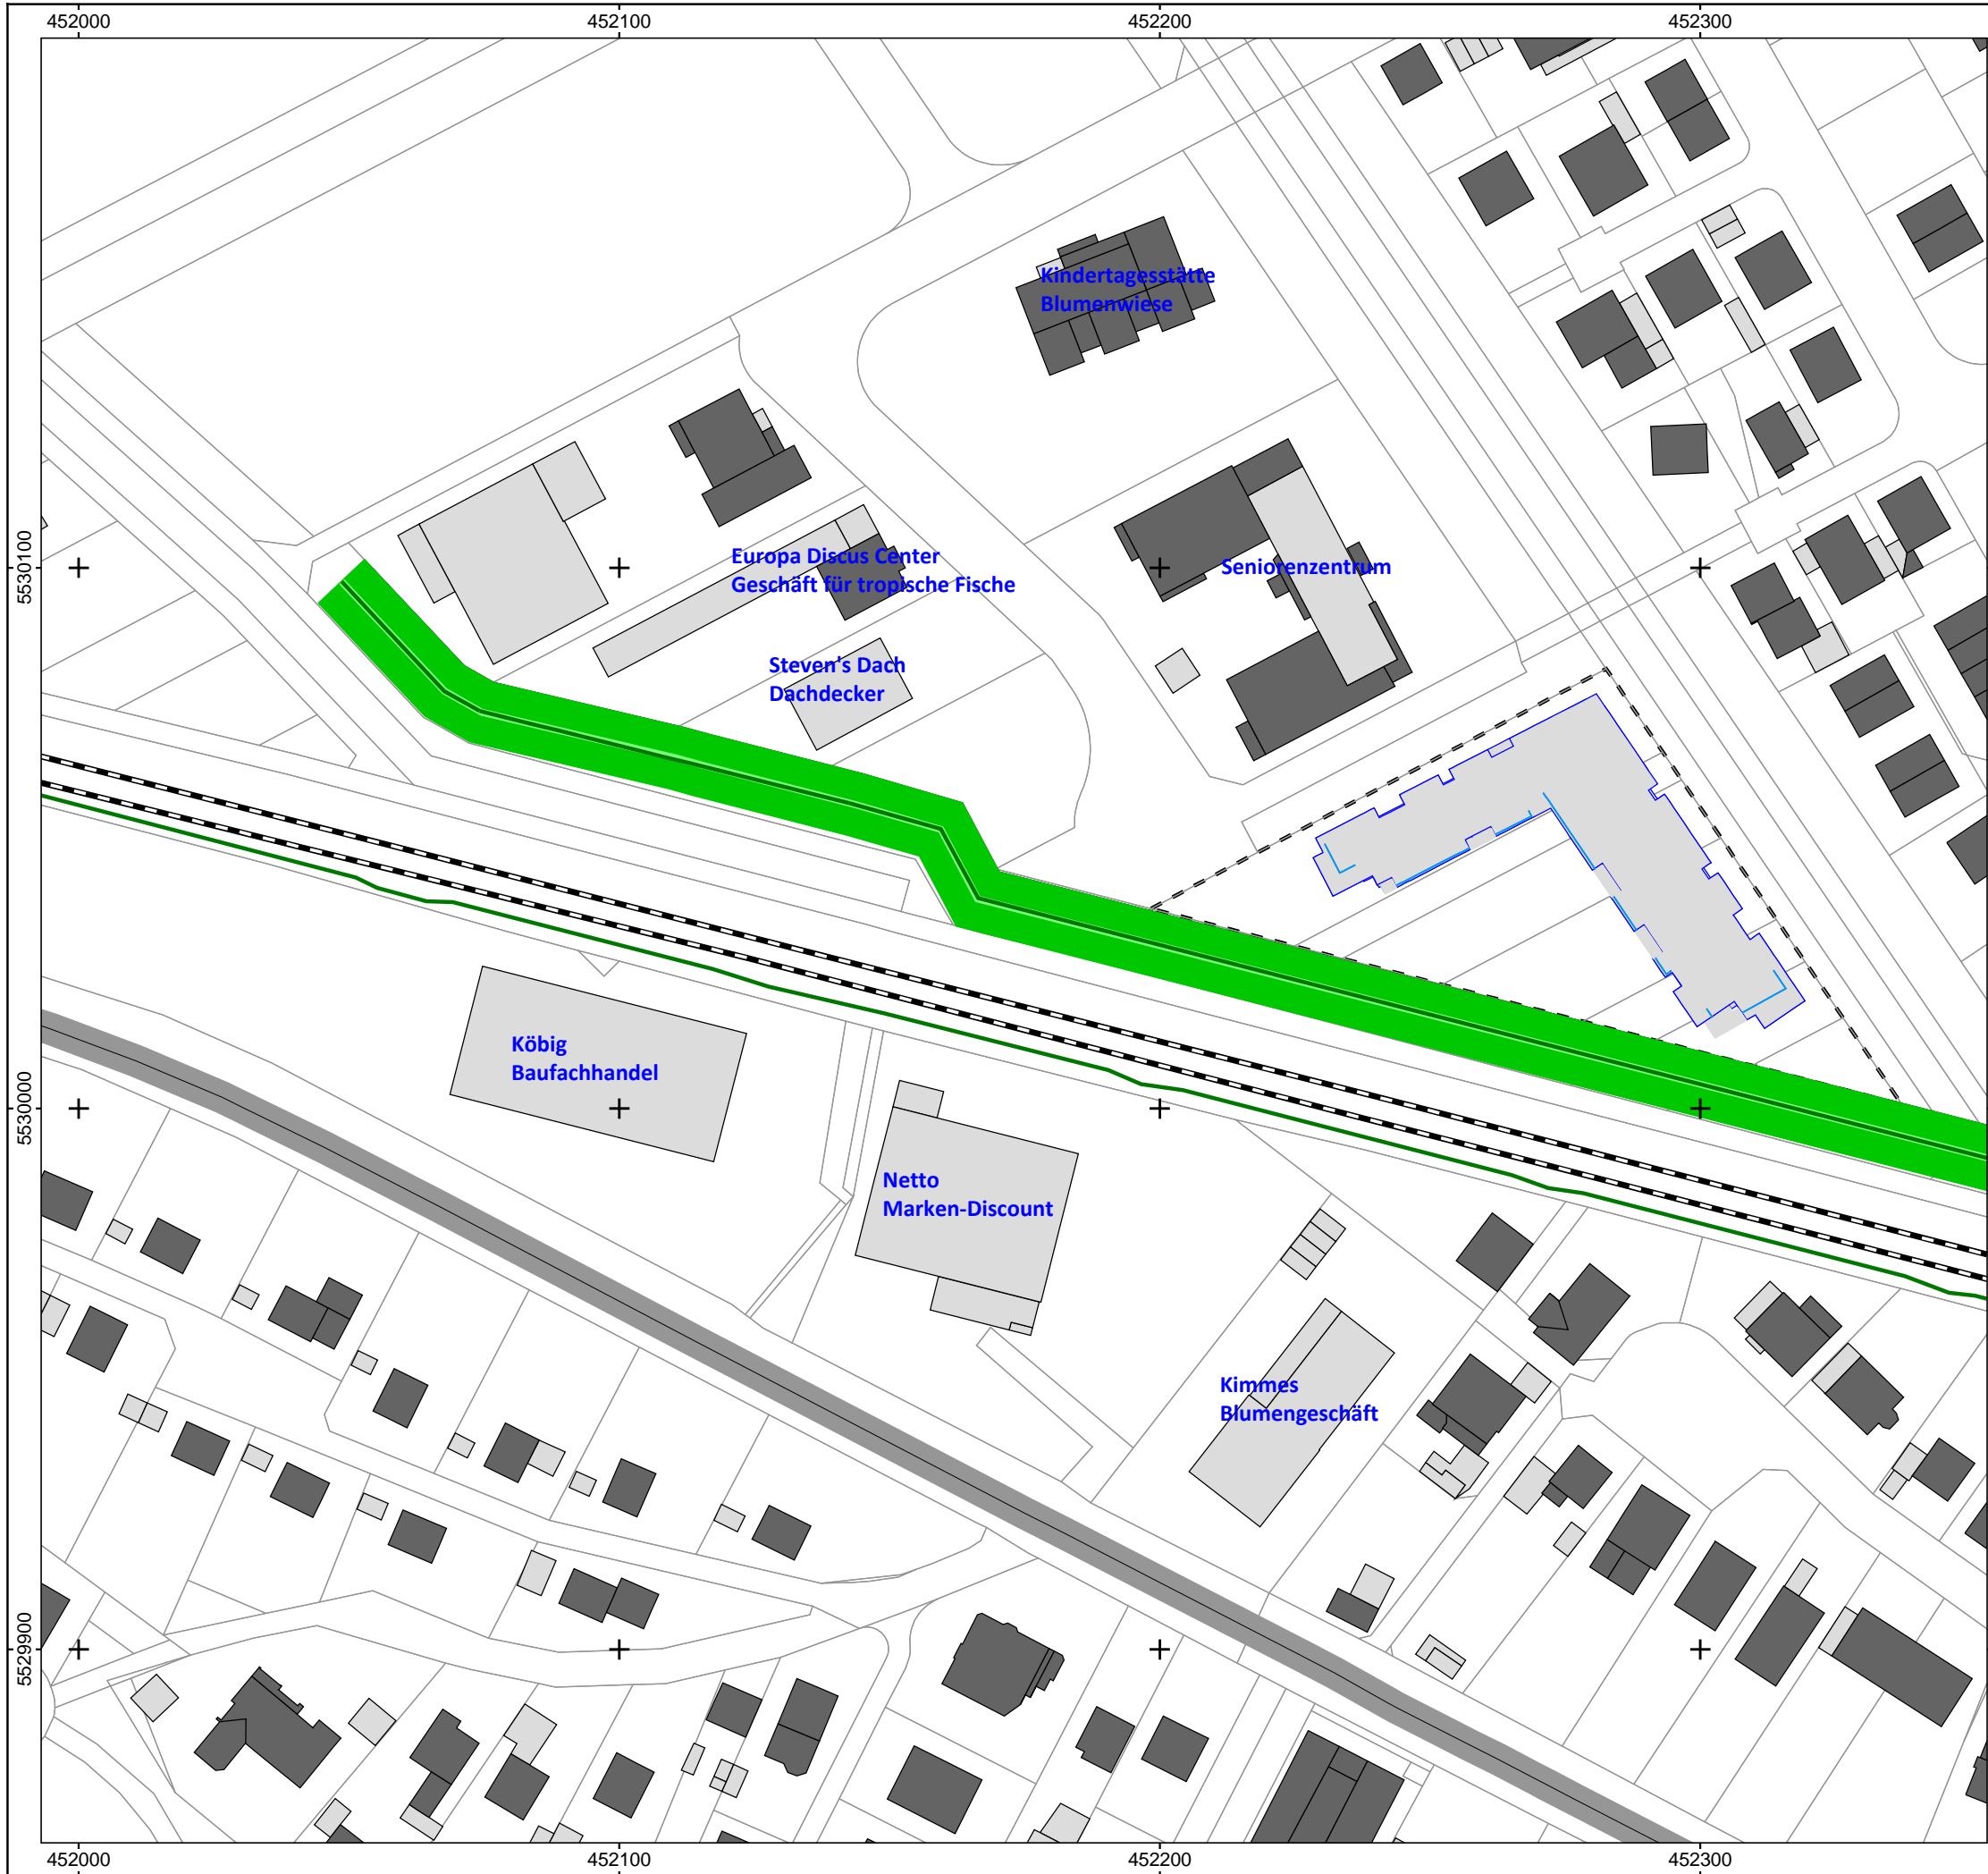 452000 452100 452200 452300
Kindertagesstätte
Blumenwiese
5530100
Europa Discus Center
Geschäft für tropische Fische
Seniorenzentrum
Steven's Dach
Dachdecker
Köbig
Baufachhandel
5530000
Netto
Marken-Discount
Kimmes
Blumengeschäft
5529900
452000 452100 452200 452300